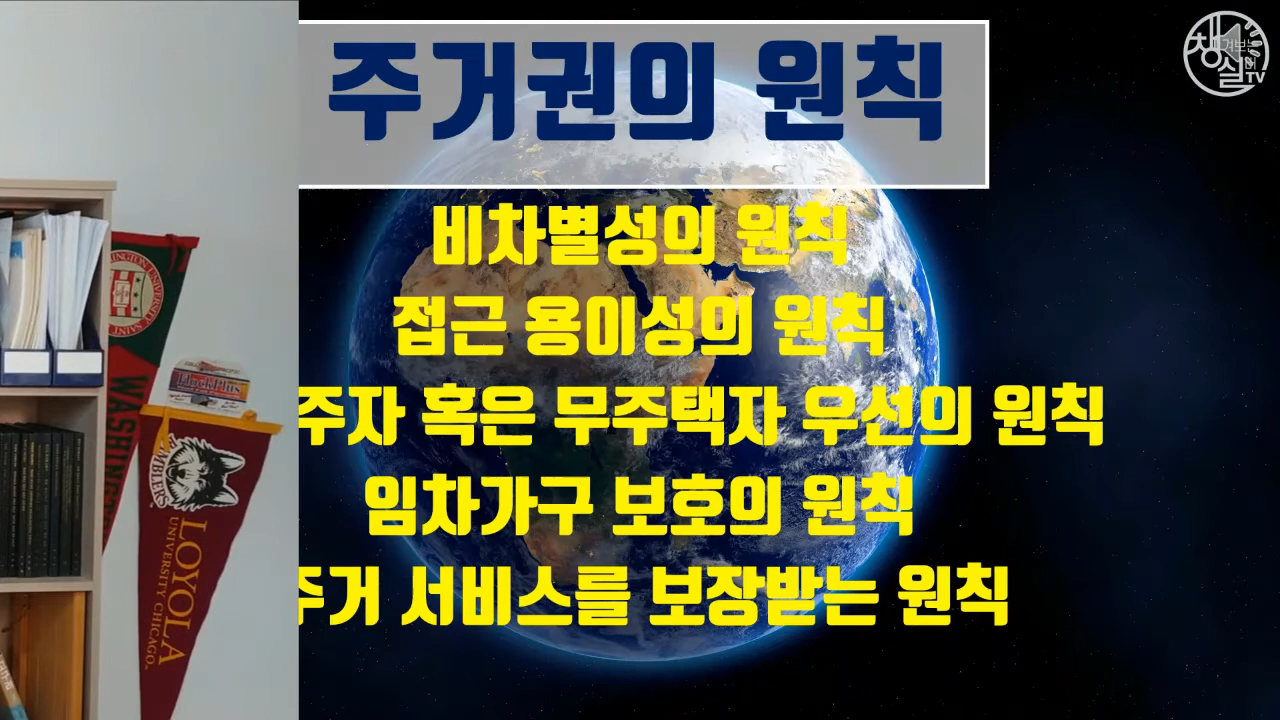 주거권의 원칙
비차별성의 원칙
접근 용이성의 원칙
주자 혹은 무주택자 우선의 원칙
임차가구 보호의 원칙
주거 서비스를 보장받는 원칙
WASHING
RAMBLERS
LOYOLA
UNIVERSITY CHICAGO
TV